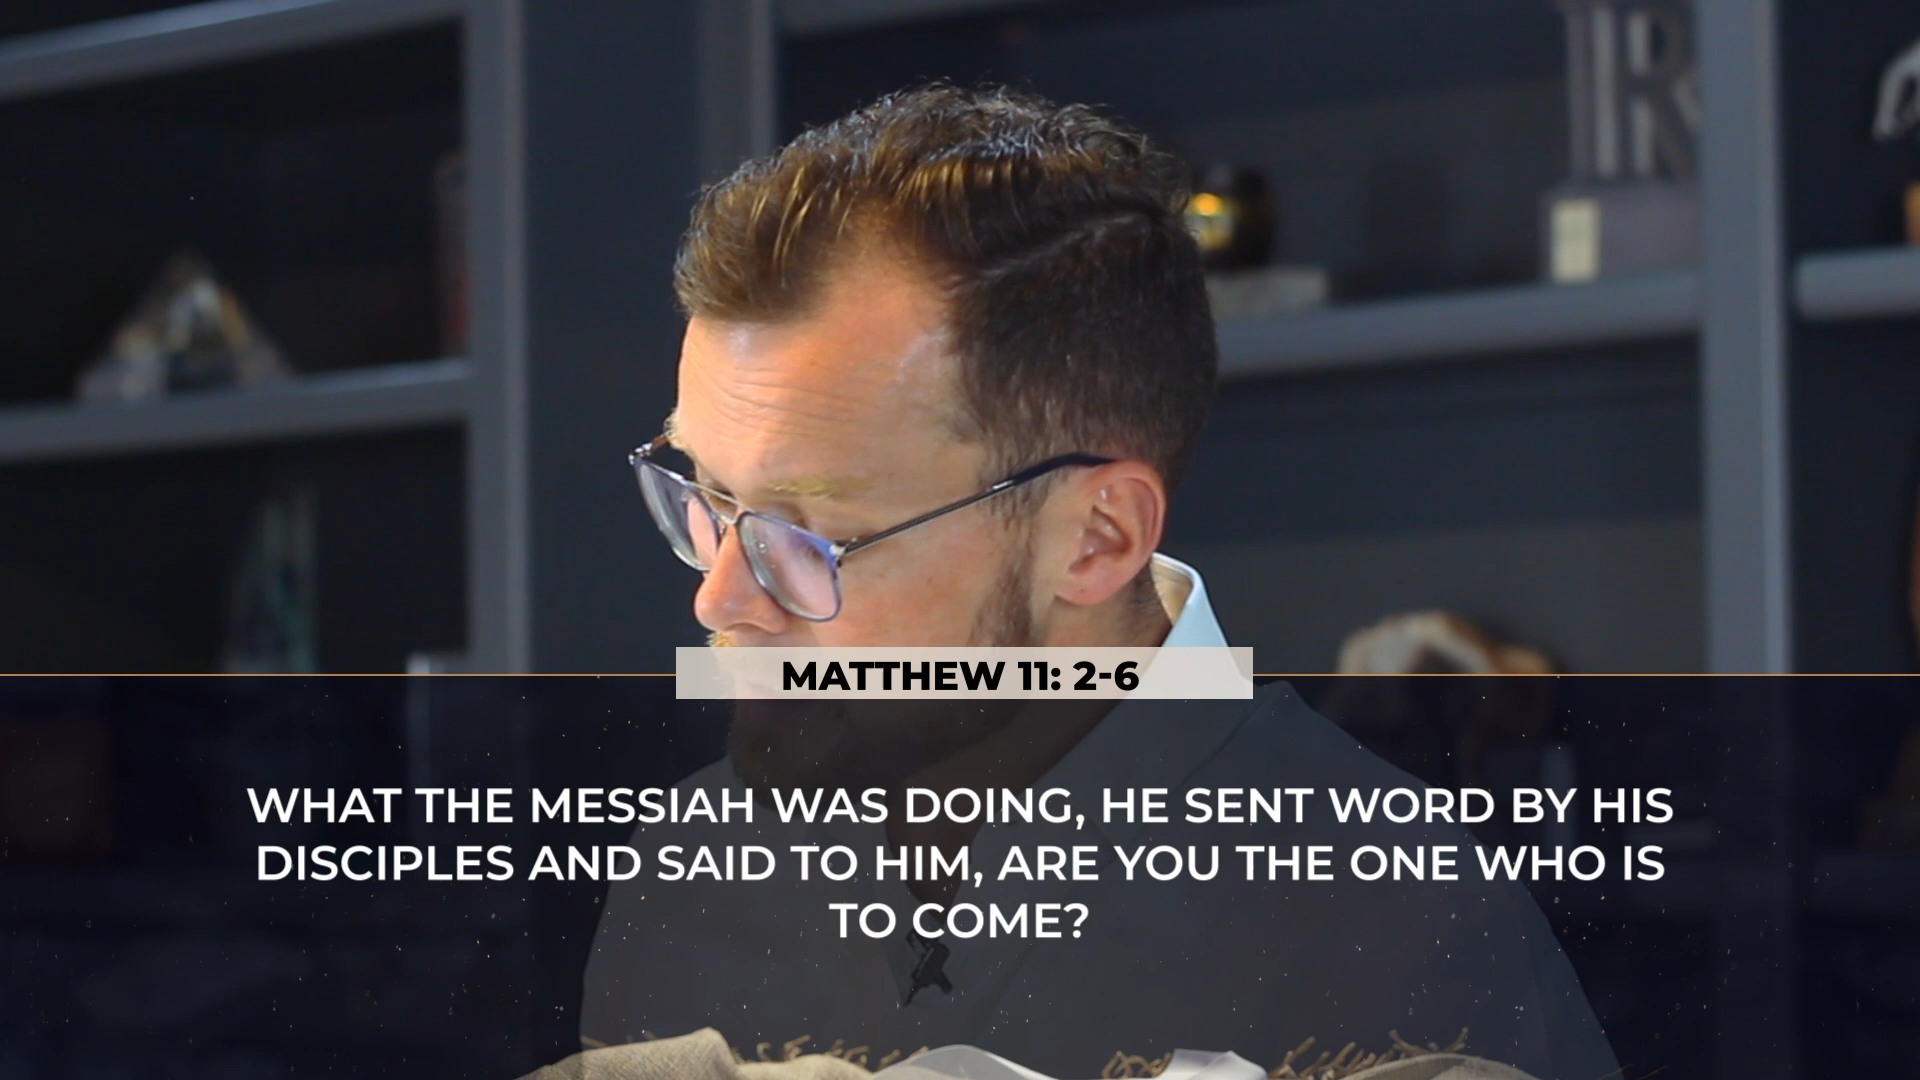 R
MATTHEW 11: 2-6
WHAT THE MESSIAH WAS DOING, HE SENT WORD BY HIS
DISCIPLES AND SAID TO HIM, ARE YOU THE ONE WHO IS
TO COME?